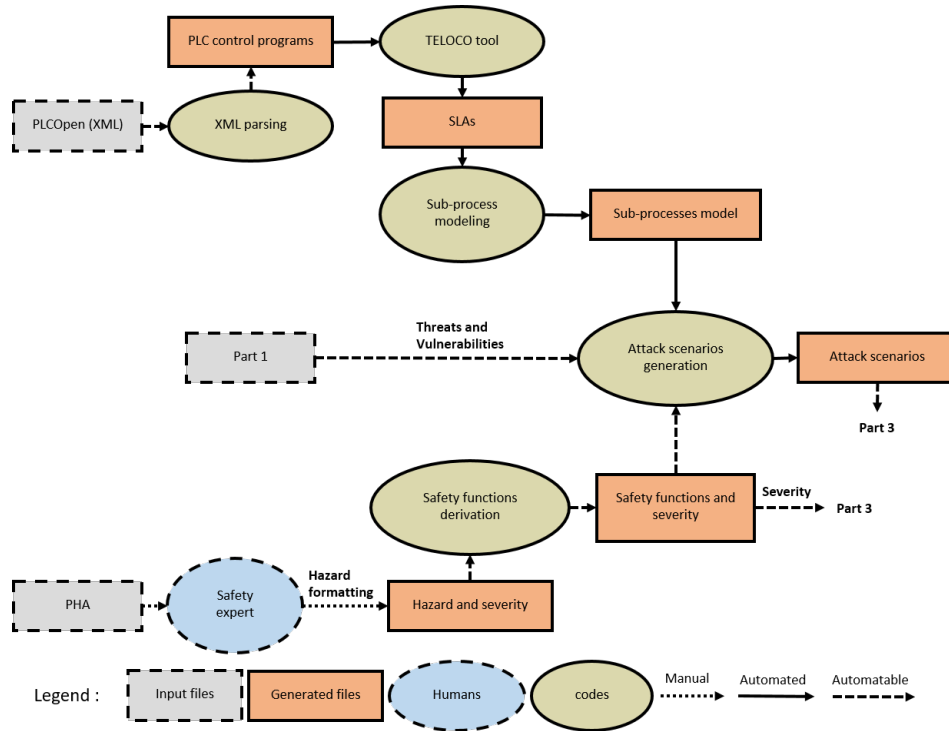 PLC control programs
TELOCO tool
PLCOpen (XML)
XML parsing
SLAs
Sub-process
modeling
Sub-processes model
Threats and
Vulnerabilities
Part 1
Attack scenarios
generation
Attack scenarios
Part 3
Safety functions
derivation
Safety functions and
severity
Severity
Part 3
PHA
Safety
expert
Hazard
formatting
Hazard and severity
Legend :
Input files
Generated files
Humans
codes
Manual
Automated
Automatable